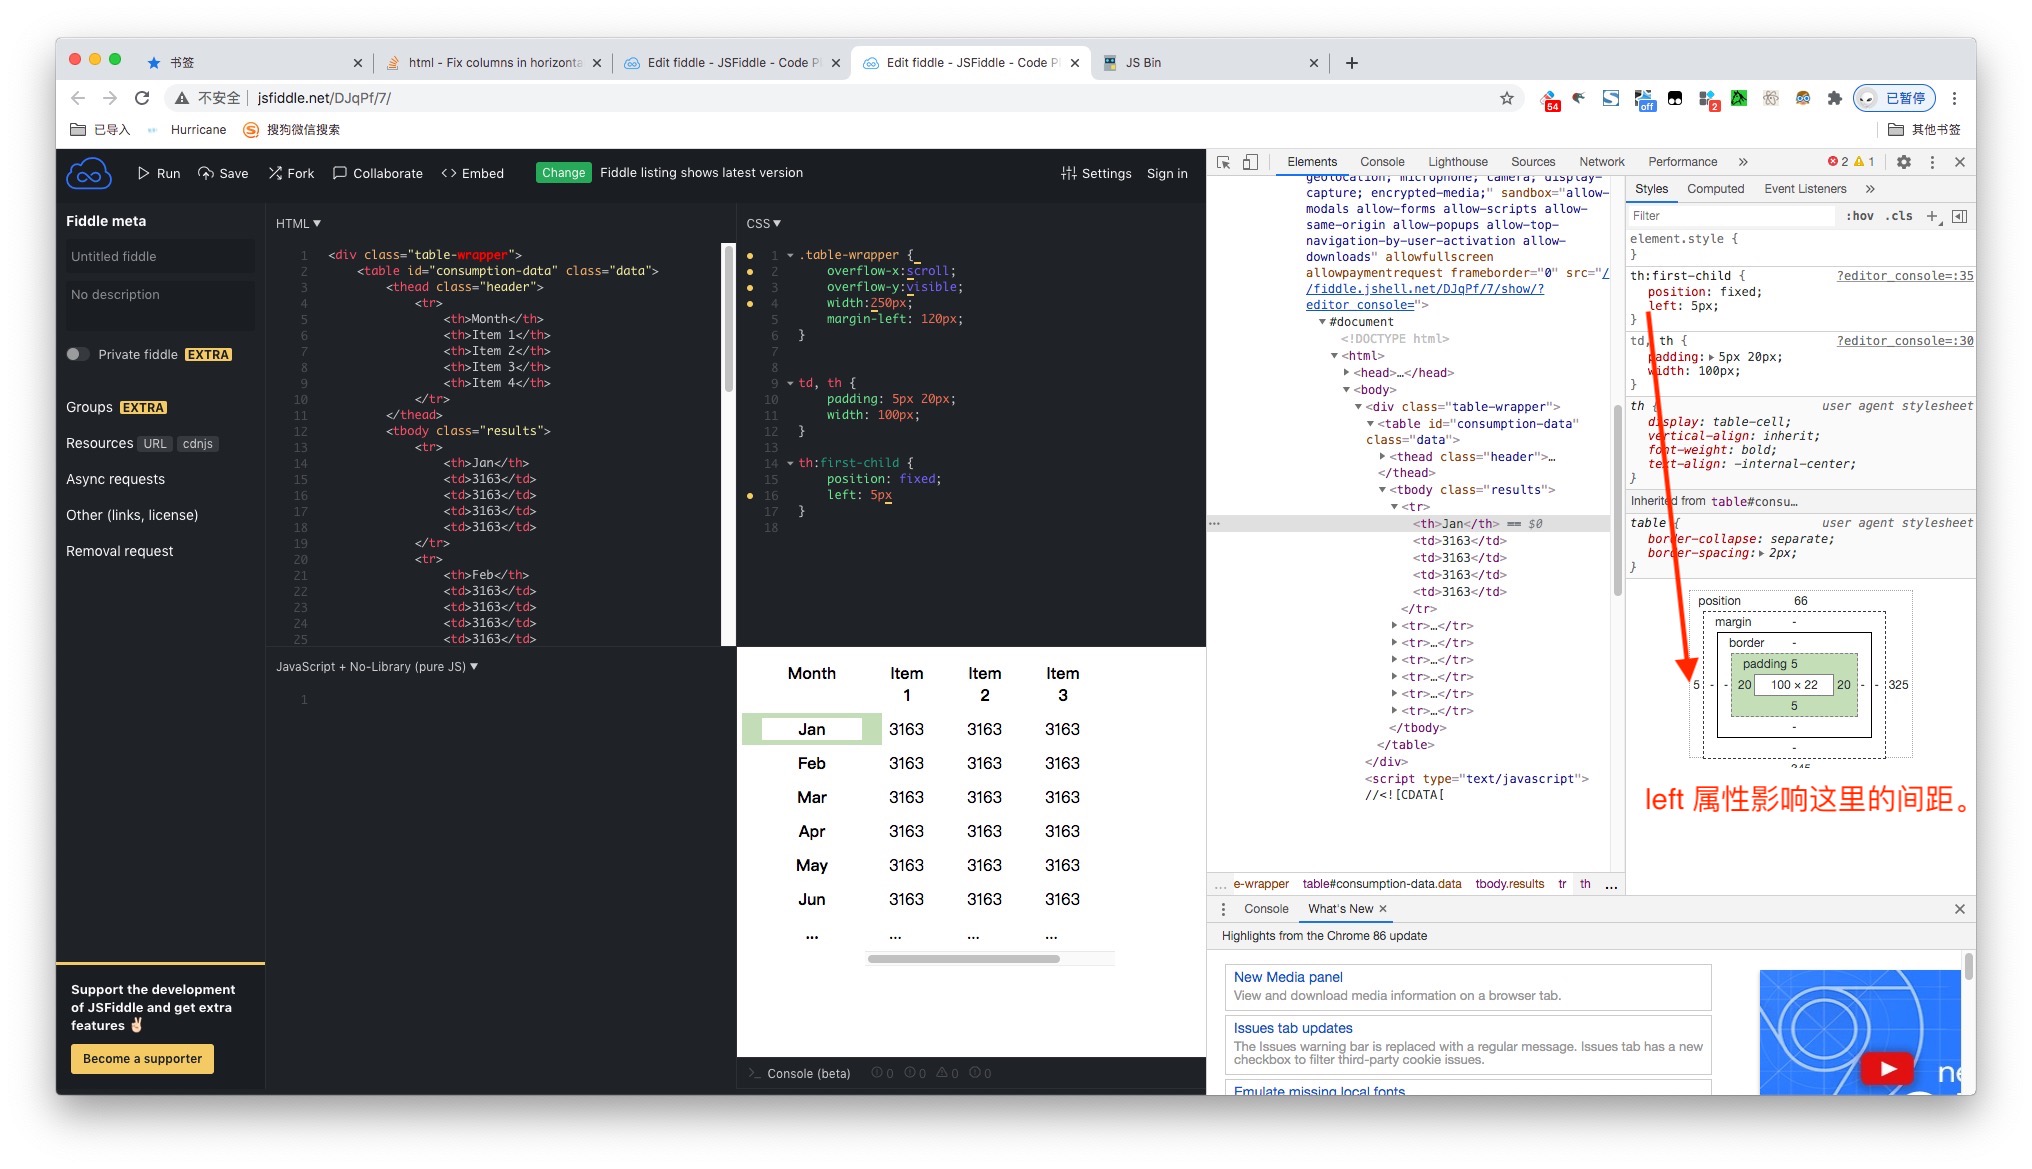 书签
html - Fix columns in horizonta
Edit fiddle - JSFiddle - Code Pl
Edit fiddle - JSFiddle - Code Pl
JS Bin
不安全 jsfiddle.net/DJqPf/7/
54
off
2
已暂停
已导入 Hurricane 搜狗微信搜索 其他书签
Run Save Fork Collaborate Embed Change Fiddle listing shows latest version Settings Sign in
Fiddle meta
Untitled fiddle
No description
Private fiddle EXTRA
Groups EXTRA
Resources URL cdnjs
Async requests
Other (links, license)
Removal request
Support the development
of JSFiddle and get extra
features ✌🏻
Become a supporter
HTML ▼
1 <div class="table-wrapper">
2 <table id="consumption-data" class="data">
3 <thead class="header">
4 <tr>
5 <th>Month</th>
6 <th>Item 1</th>
7 <th>Item 2</th>
8 <th>Item 3</th>
9 <th>Item 4</th>
10 </tr>
11 </thead>
12 <tbody class="results">
13 <tr>
14 <th>Jan</th>
15 <td>3163</td>
16 <td>3163</td>
17 <td>3163</td>
18 <td>3163</td>
19 </tr>
20 <tr>
21 <th>Feb</th>
22 <td>3163</td>
23 <td>3163</td>
24 <td>3163</td>
25 <td>3163</td>
CSS ▼
1 .table-wrapper {
2 overflow-x:scroll;
3 overflow-y:visible;
4 width:250px;
5 margin-left: 120px;
6 }
7
8
9 td, th {
10 padding: 5px 20px;
11 width: 100px;
12 }
13
14 th:first-child {
15 position: fixed;
16 left: 5px
17 }
18
JavaScript + No-Library (pure JS) ▼
1
Month Item 1 Item 2 Item 3
Jan 3163 3163 3163
Feb 3163 3163 3163
Mar 3163 3163 3163
Apr 3163 3163 3163
May 3163 3163 3163
Jun 3163 3163 3163
... ... ... ...
>_ Console (beta) 0 0 0 0
Elements Console Lighthouse Sources Network Performance » 2 1
geolocation; microphone; camera; display-
capture; encrypted-media;" sandbox="allow-
modals allow-forms allow-scripts allow-
same-origin allow-popups allow-top-
navigation-by-user-activation allow-
downloads" allowfullscreen
allowpaymentrequest frameborder="0" src="/
/fiddle.jshell.net/DJqPf/7/show/?
editor_console=">
#document
<!DOCTYPE html>
<html>
<head>…</head>
<body>
<div class="table-wrapper">
<table id="consumption-data"
class="data">
<thead class="header">…
</thead>
<tbody class="results">
<tr>
<th>Jan</th> == $0
<td>3163</td>
<td>3163</td>
<td>3163</td>
<td>3163</td>
</tr>
<tr>…</tr>
<tr>…</tr>
<tr>…</tr>
<tr>…</tr>
<tr>…</tr>
<tr>…</tr>
</tbody>
</table>
</div>
<script type="text/javascript">
//<![CDATA[
... e-wrapper table#consumption-data.data tbody.results tr th ...
Styles Computed Event Listeners »
Filter :hov .cls +
element.style {
}
th:first-child { ?editor_console=:35
position: fixed;
left: 5px;
}
td, th { ?editor_console=:30
padding: 5px 20px;
width: 100px;
}
th { user agent stylesheet
display: table-cell;
vertical-align: inherit;
font-weight: bold;
text-align: -internal-center;
}
Inherited from table#consu…
table { user agent stylesheet
border-collapse: separate;
border-spacing: 2px;
}
position 66
margin -
border -
padding 5
5 - - 20 100 × 22 20 - - 325
5
-
-
345
left 属性影响这里的间距。
Console What's New
Highlights from the Chrome 86 update
New Media panel
View and download media information on a browser tab.
Issues tab updates
The Issues warning bar is replaced with a regular message. Issues tab has a new
checkbox to filter third-party cookie issues.
Emulate missing local fonts
ne